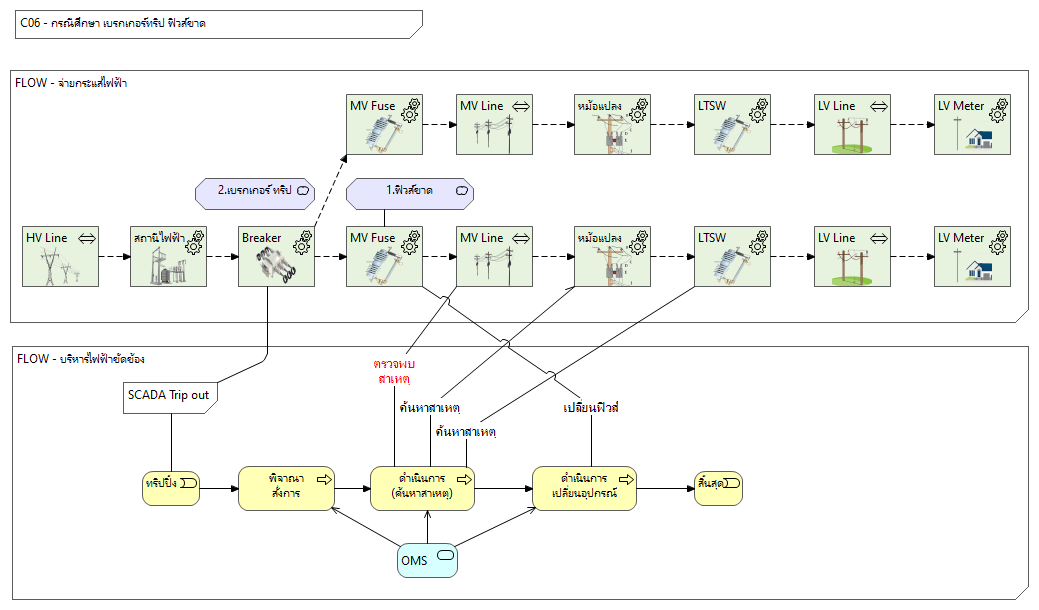 C06 - กรณีศึกษา เบรกเกอร์ทริป ฟิวส์ขาด
FLOW - จ่ายกระแสไฟฟ้า
MV Fuse
MV Line
หม้อแปลง
LTSW
LV Line
LV Meter
2.เบรกเกอร์ ทริป
1.ฟิวส์ขาด
HV Line
สถานีไฟฟ้า
Breaker
MV Fuse
MV Line
หม้อแปลง
LTSW
LV Line
LV Meter
FLOW - บริหารไฟฟ้าขัดข้อง
ตรวจพบ
สาเหตุ
SCADA Trip out
ค้นหาสาเหตุ
เปลี่ยนฟิวส์
ค้นหาสาเหตุ
ทริปปิ้ง
พิจาณา
สั่งการ
ดำเนินการ
(ค้นหาสาเหตุ)
ดำเนินการ
เปลี่ยนอุปกรณ์
สิ้นสุด
OMS